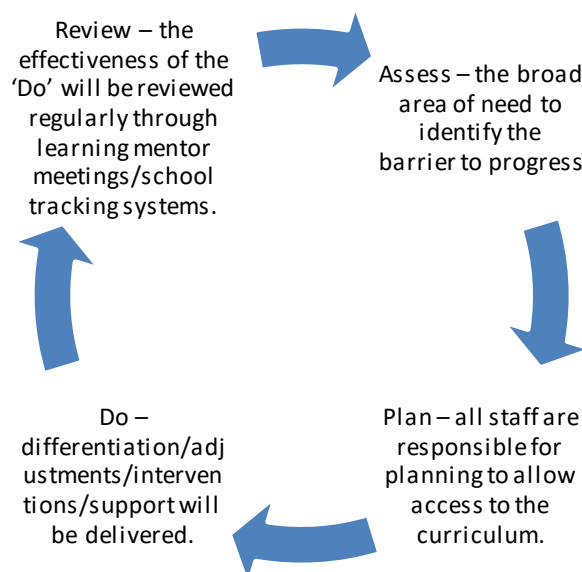 Review – the
effectiveness of the
‘Do’ will be reviewed
regularly through
learning mentor
meetings/school
tracking systems.
Assess – the broad
area of need to
identify the
barrier to progress
Plan – all staff are
responsible for
planning to allow
access to the
curriculum.
Do –
differentiation/adj
ustments/interven
tions/support will
be delivered.